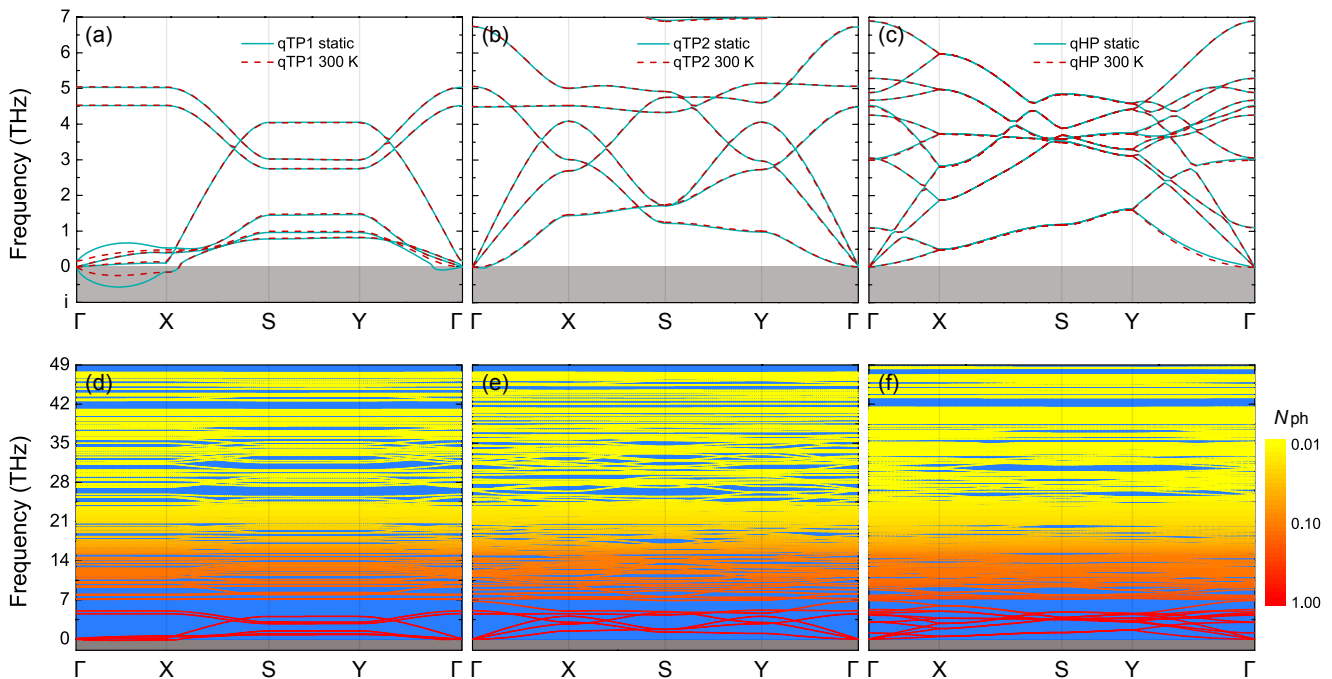 (a)
qTP1 static
qTP1 300 K
(b)
qTP2 static
qTP2 300 K
(c)
qHP static
qHP 300 K
Frequency (THz)
7
6
5
4
3
2
1
0
i
Γ X S Y Γ
Γ X S Y Γ
Γ X S Y Γ
(d)
(e)
(f)
Frequency (THz)
49
42
35
28
21
14
7
0
Γ X S Y Γ
Γ X S Y Γ
Γ X S Y Γ
Nph
0.01
0.10
1.00